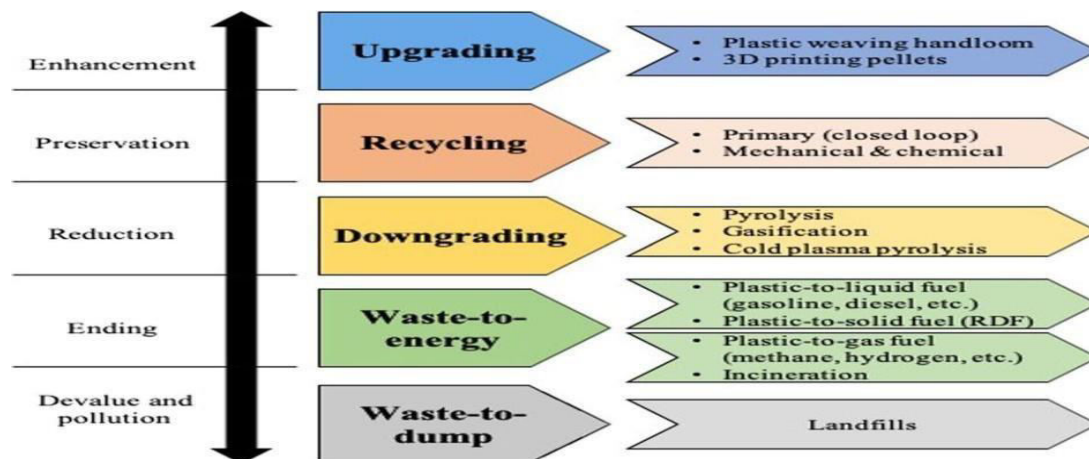 Enhancement
Upgrading
• Plastic weaving handloom
• 3D printing pellets
Preservation
Recycling
• Primary (closed loop)
• Mechanical & chemical
Reduction
Downgrading
• Pyrolysis
• Gasification
• Cold plasma pyrolysis
Ending
Waste-to-
energy
• Plastic-to-liquid fuel
(gasoline, diesel, etc.)
• Plastic-to-solid fuel (RDF)
• Plastic-to-gas fuel
(methane, hydrogen, etc.)
• Incineration
Devalue and
pollution
Waste-to-
dump
Landfills